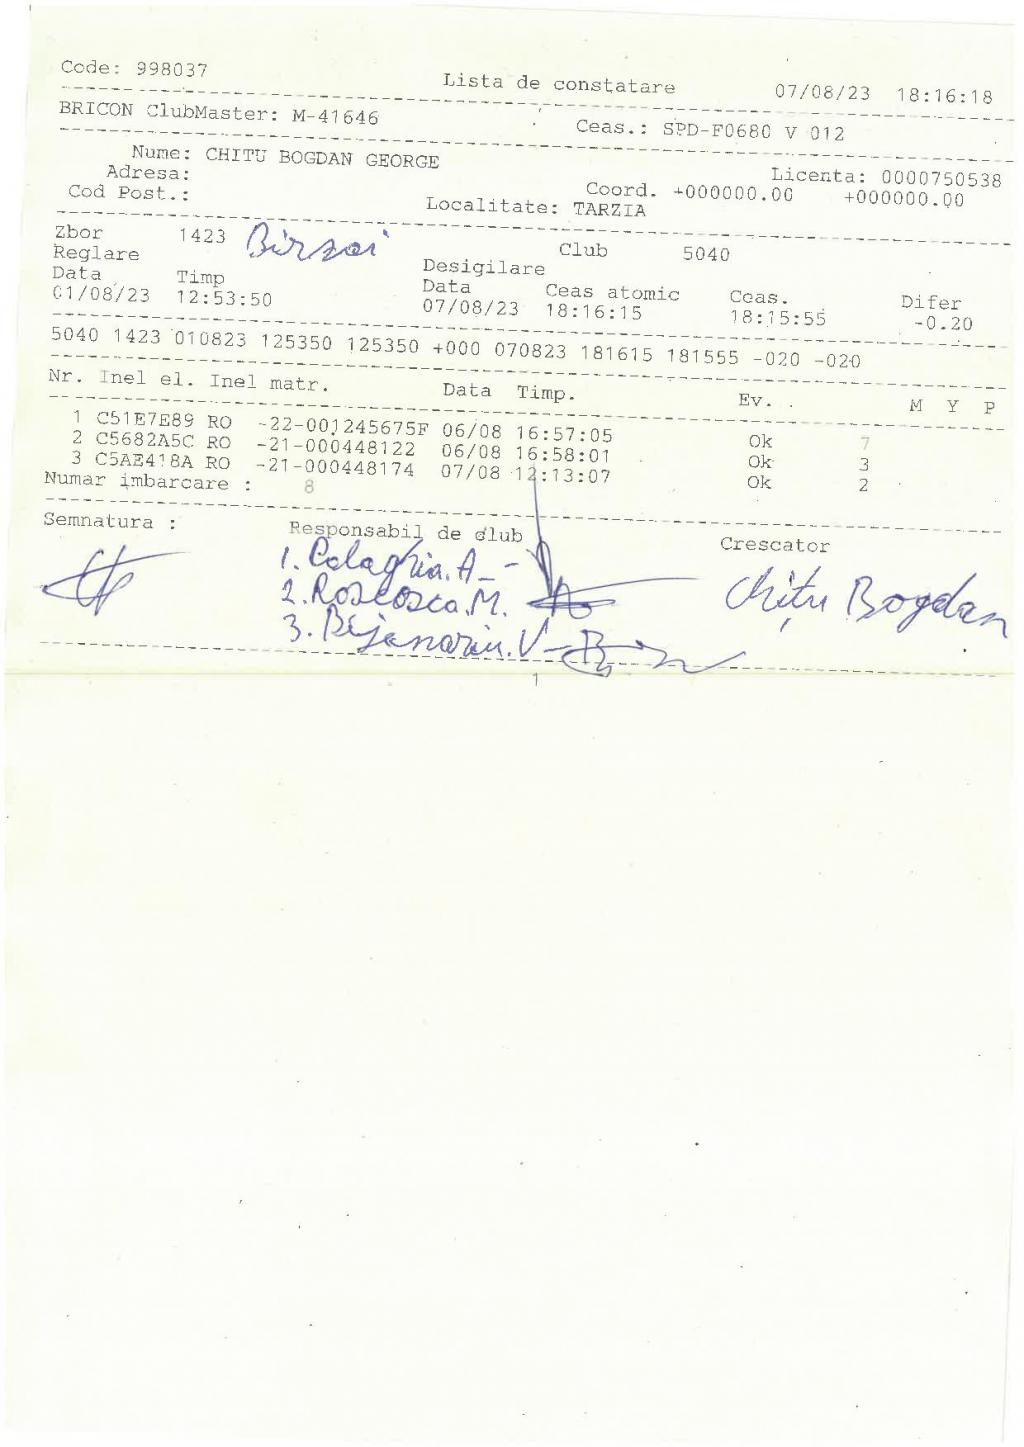 Code: 998037 Lista de constatare 07/08/23 18:16:18
BRICON ClubMaster: M-41646 Ceas.: SPD-F0680 V 012
Nume: CHITU BOGDAN GEORGE Licenta: 0000750538
Adresa: Coord. +000000.00 +000000.00
Cod Post.: Localitate: TARZIA
Zbor 1423 Birzai Club 5040
Reglare Desigilare
Data Timp Data Ceas atomic Ceas. Difer
01/08/23 12:53:50 07/08/23 18:16:15 18:15:55 -0.20
5040 1423 010823 125350 125350 +000 070823 181615 181555 -020 -020
Nr. Inel el. Inel matr. Data Timp. Ev. . M Y P
1 C51E7E89 RO -22-001245675F 06/08 16:57:05 Ok 7
2 C5682A5C RO -21-000448122 06/08 16:58:01 Ok 3
3 C5AE418A RO -21-000448174 07/08 12:13:07 Ok 2
Numar imbarcare : 8
Semnatura : Responsabil de club Crescator
1. A.
2. Roscosca M. Chițu Bogdan
3. Bejenariu. V